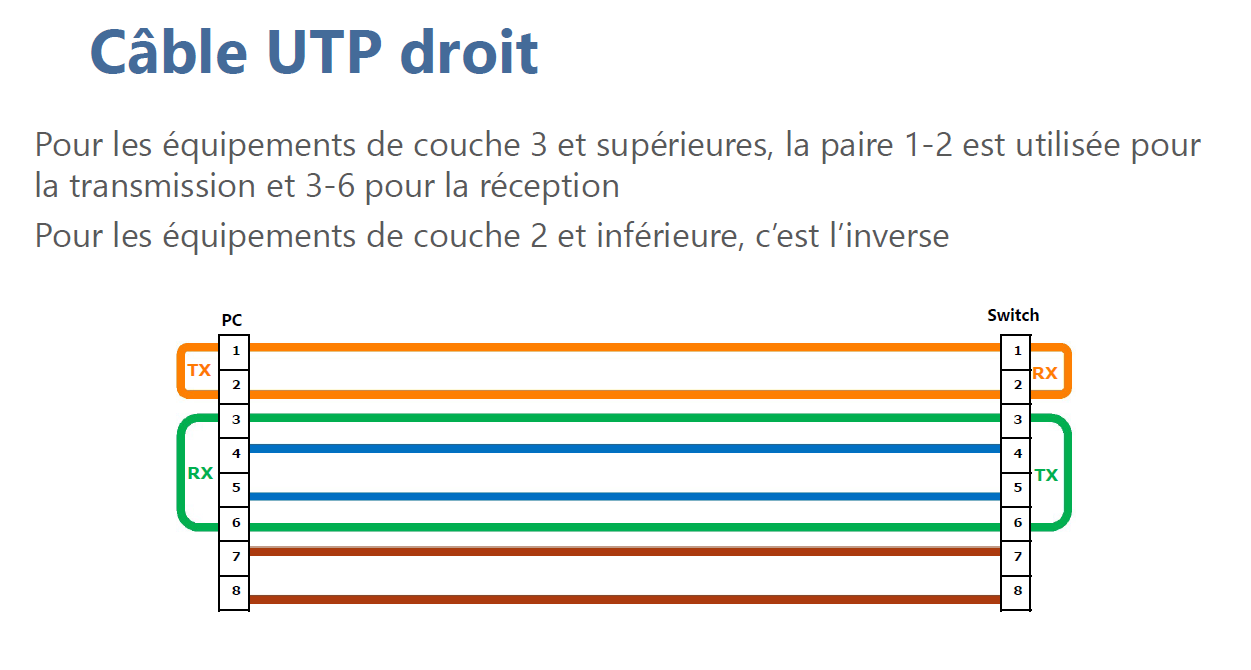 Câble UTP droit
Pour les équipements de couche 3 et supérieures, la paire 1-2 est utilisée pour
la transmission et 3-6 pour la réception
Pour les équipements de couche 2 et inférieure, c’est l’inverse
PC
Switch
1
1
TX
RX
2
2
3
3
4
4
RX
TX
5
5
6
6
7
7
8
8